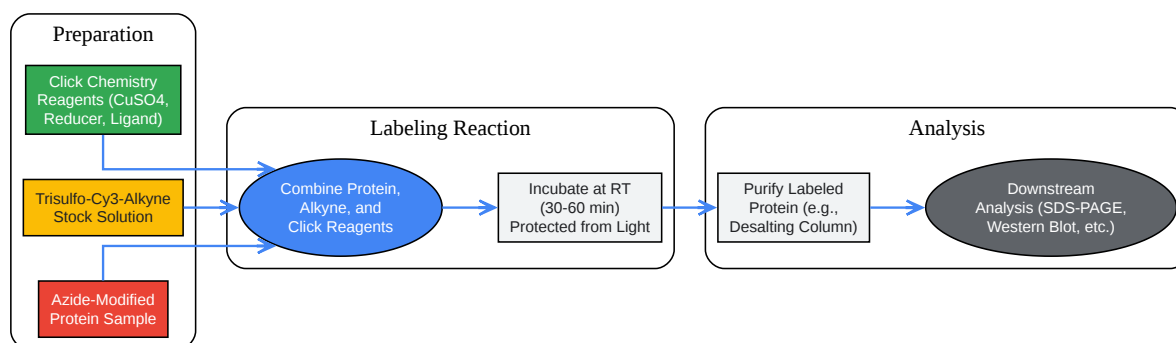 Preparation
Click Chemistry
Reagents (CuSO4,
Reducer, Ligand)
Trisulfo-Cy3-Alkyne
Stock Solution
Azide-Modified
Protein Sample
Labeling Reaction
Combine Protein,
Alkyne, and
Click Reagents
Incubate at RT
(30-60 min)
Protected from Light
Analysis
Purify Labeled
Protein (e.g.,
Desalting Column)
Downstream
Analysis (SDS-PAGE,
Western Blot, etc.)